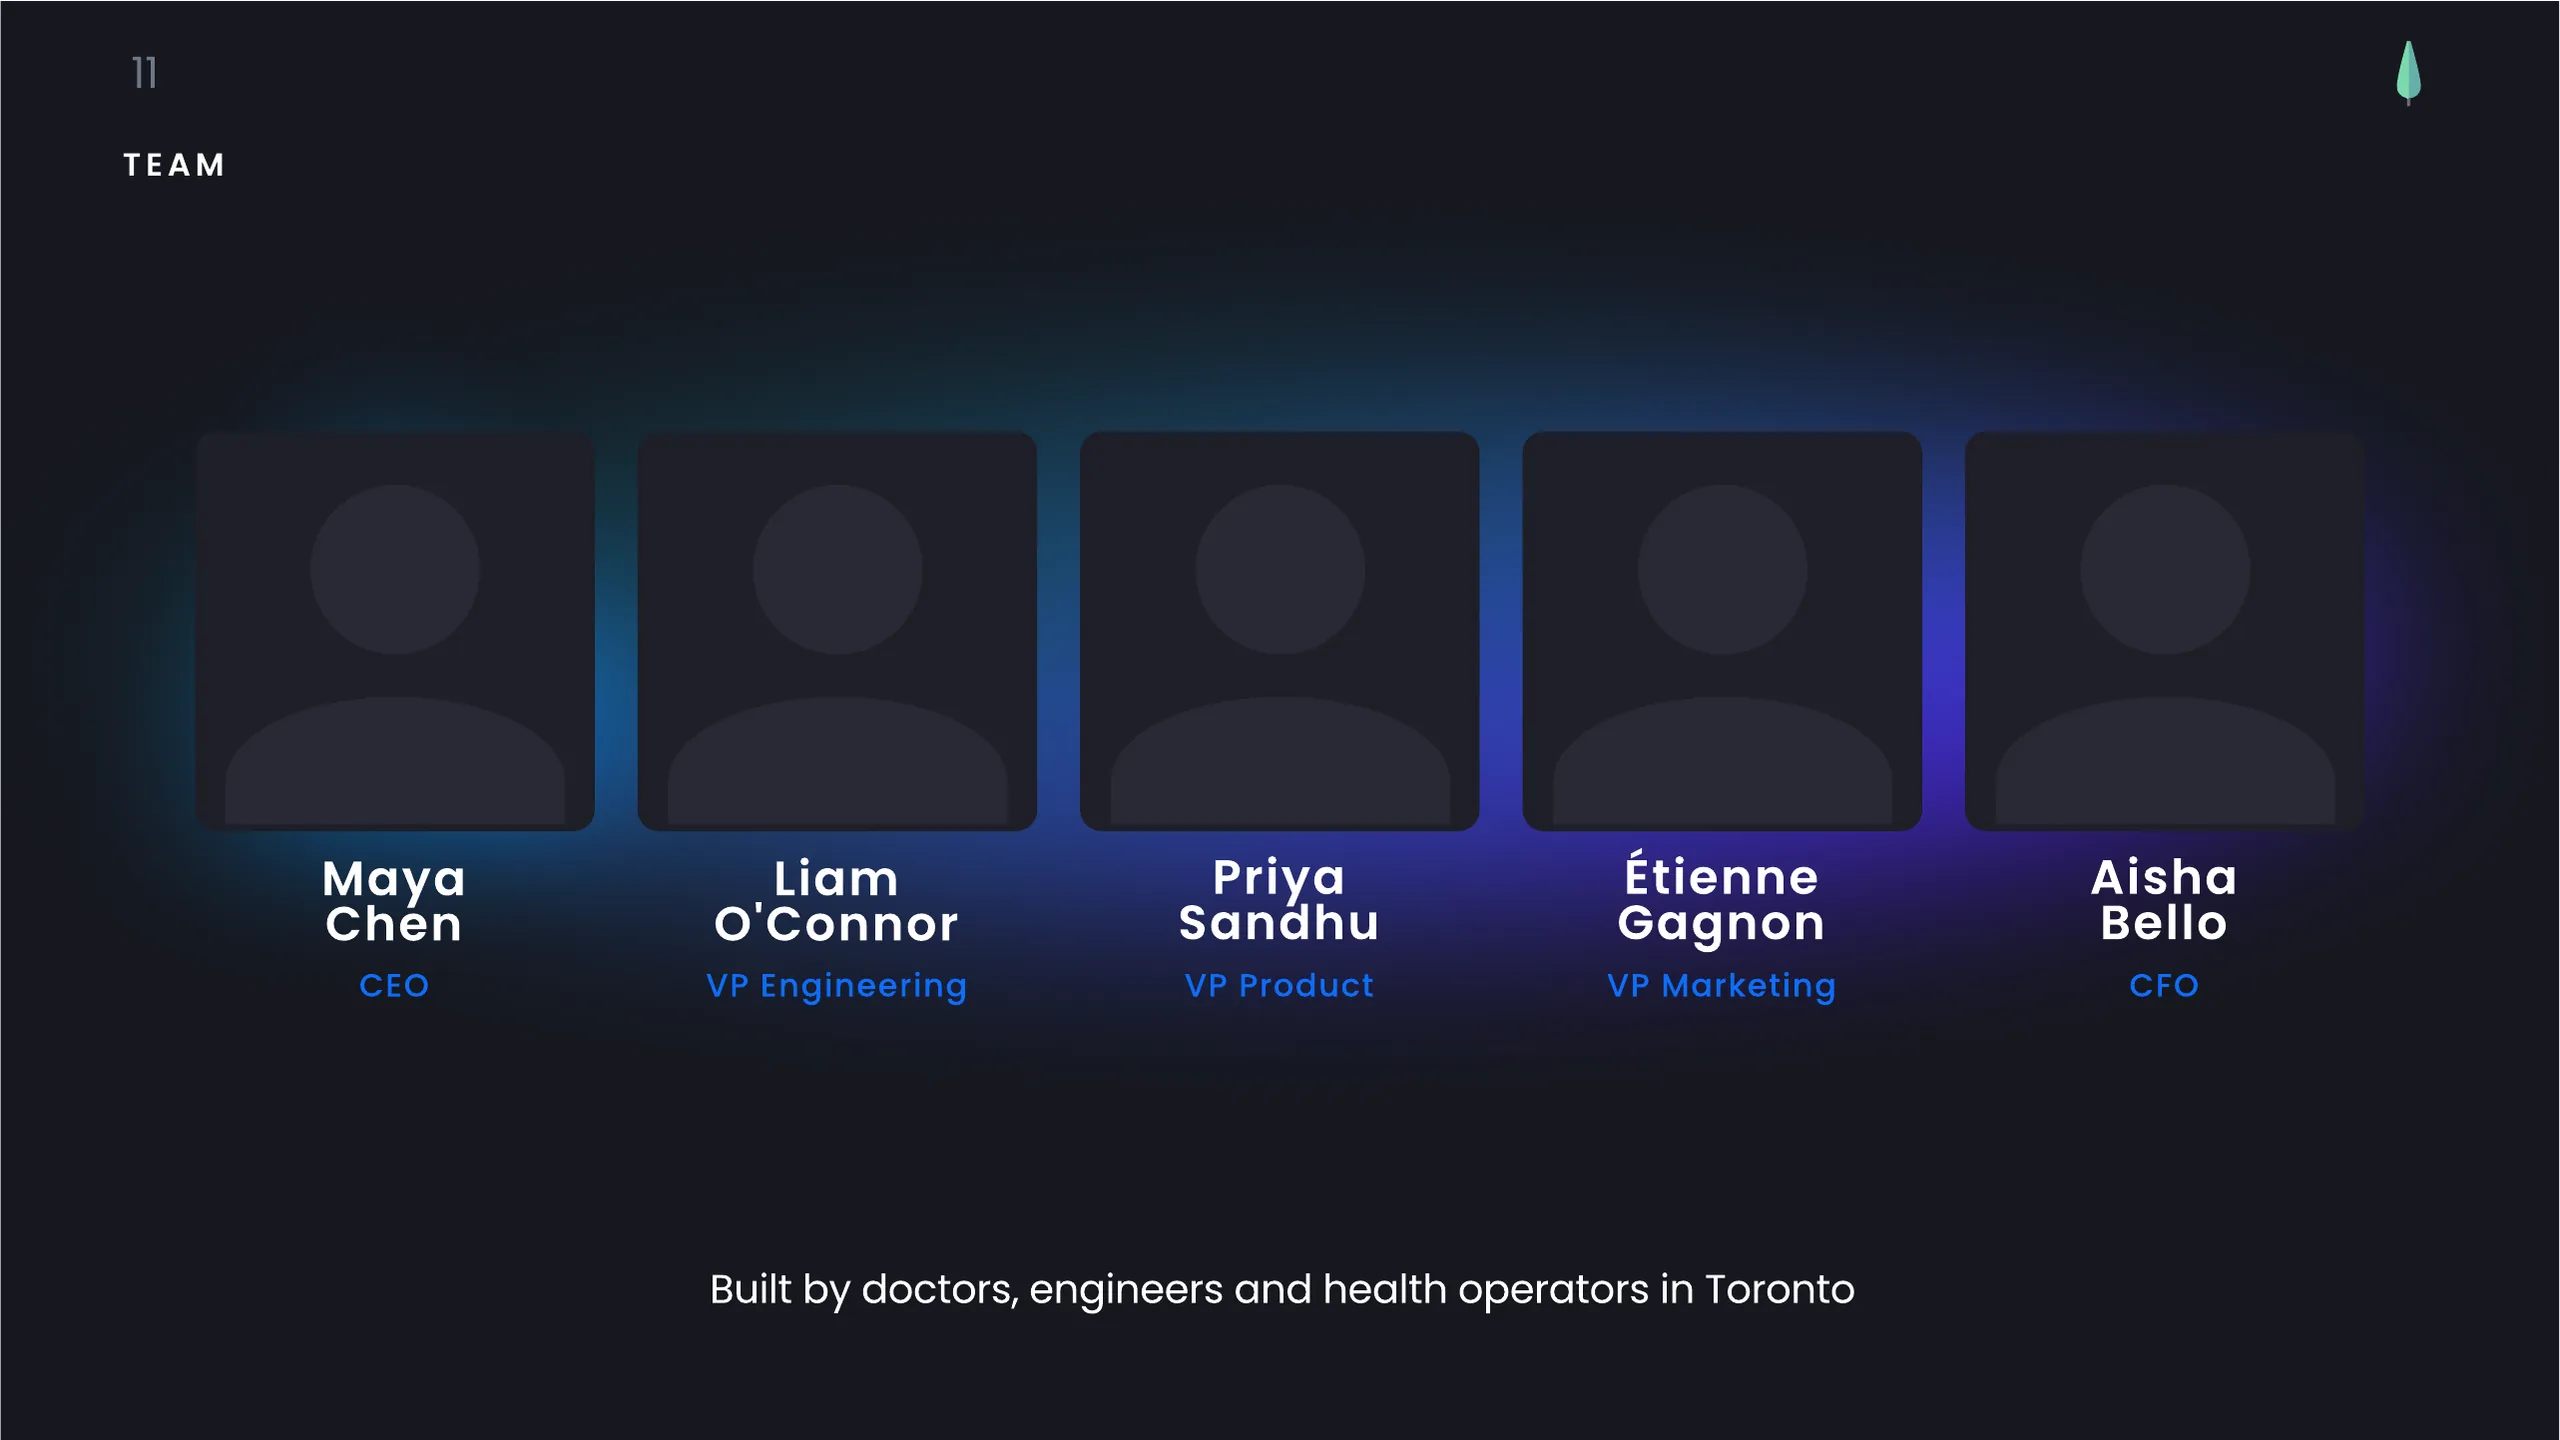 11
TEAM
Maya
Chen
CEO
Liam
O'Connor
VP Engineering
Priya
Sandhu
VP Product
Étienne
Gagnon
VP Marketing
Aisha
Bello
CFO
Built by doctors, engineers and health operators in Toronto